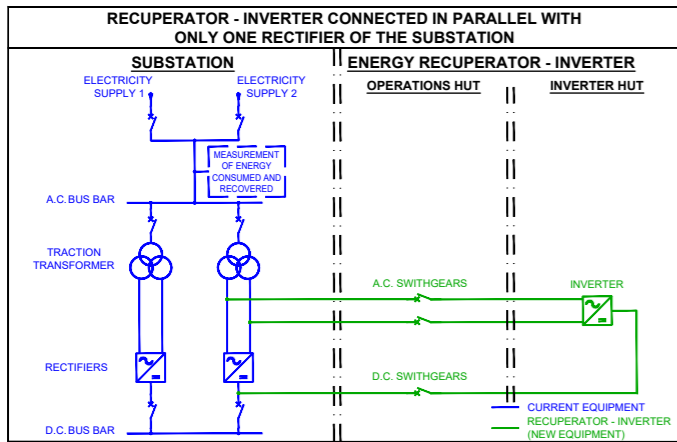 RECUPERATOR - INVERTER CONNECTED IN PARALLEL WITH
ONLY ONE RECTIFIER OF THE SUBSTATION
SUBSTATION
ENERGY RECUPERATOR - INVERTER
ELECTRICITY
SUPPLY 1
ELECTRICITY
SUPPLY 2
OPERATIONS HUT
INVERTER HUT
MEASUREMENT
OF ENERGY
CONSUMED AND
RECOVERED
A.C. BUS BAR
TRACTION
TRANSFORMER
A.C. SWITHGEARS
INVERTER
RECTIFIERS
D.C. SWITHGEARS
CURRENT EQUIPMENT
RECUPERATOR - INVERTER
(NEW EQUIPMENT)
D.C. BUS BAR